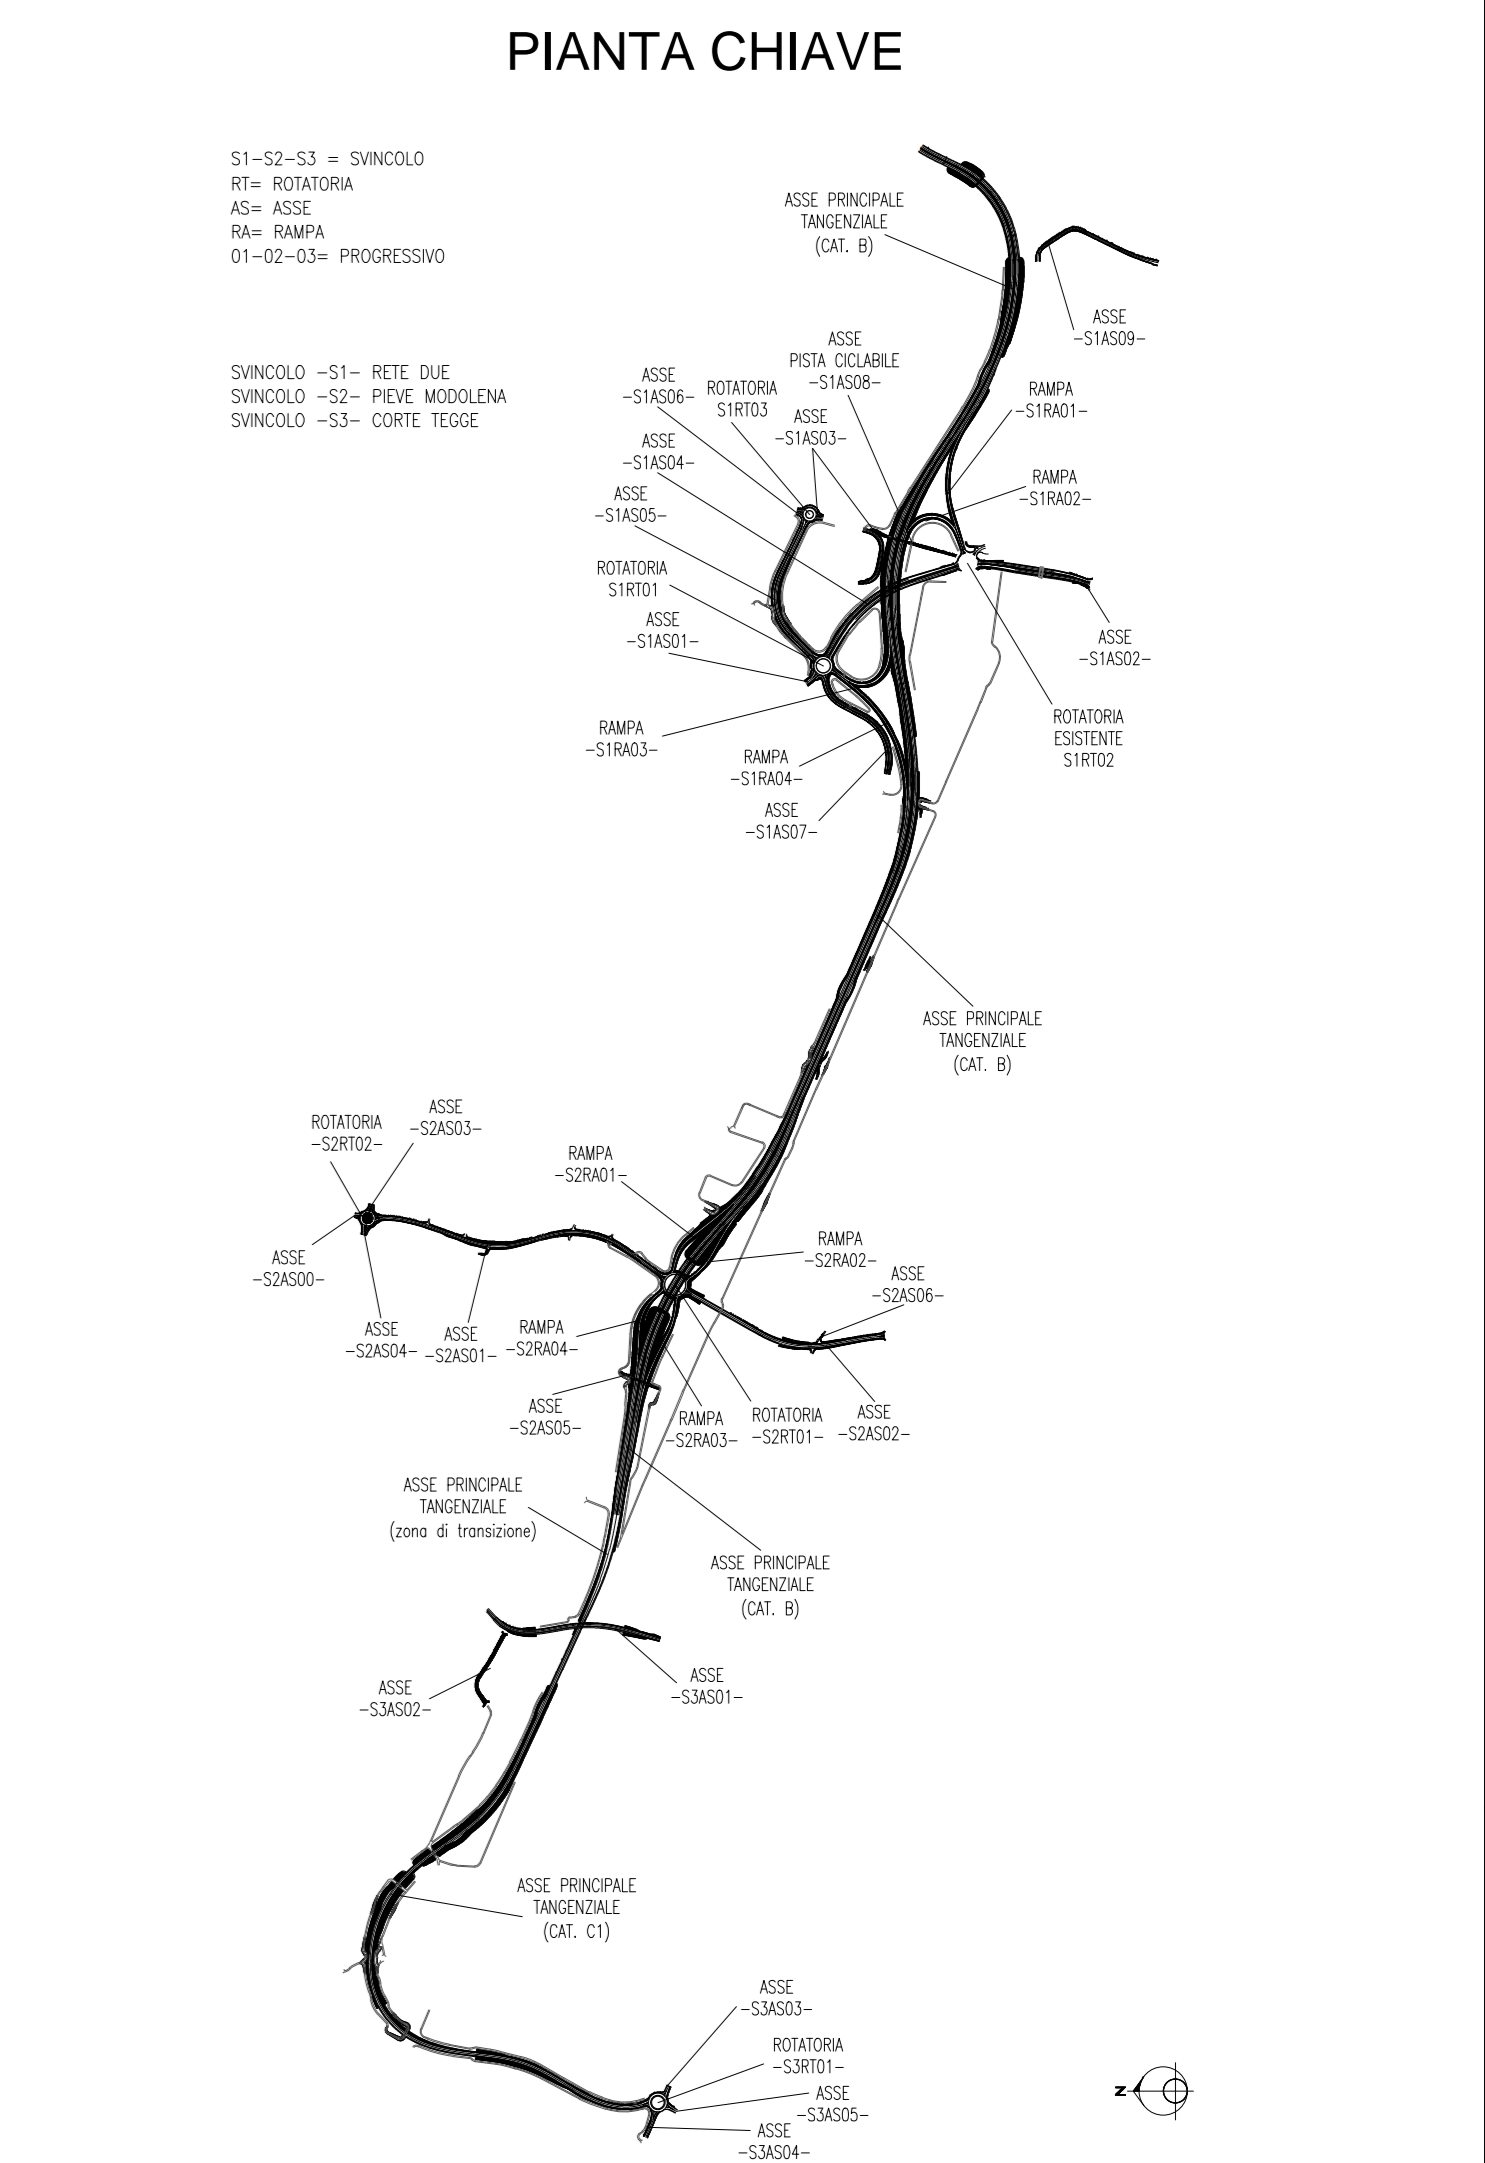 PIANTA CHIAVE
S1-S2-S3 = SVINCOLO
RT= ROTATORIA
AS= ASSE
RA= RAMPA
01-02-03= PROGRESSIVO
SVINCOLO -S1- RETE DUE
SVINCOLO -S2- PIEVE MODOLENA
SVINCOLO -S3- CORTE TEGGE
ASSE PRINCIPALE
TANGENZIALE
(CAT. B)
ASSE
-S1AS09-
ASSE
PISTA CICLABILE
-S1AS08-
ASSE
-S1AS06-
ROTATORIA
S1RT03
ASSE
-S1AS03-
RAMPA
-S1RA01-
ASSE
-S1AS04-
RAMPA
-S1RA02-
ASSE
-S1AS05-
ROTATORIA
S1RT01
ASSE
-S1AS01-
ASSE
-S1AS02-
ROTATORIA
ESISTENTE
S1RT02
RAMPA
-S1RA03-
RAMPA
-S1RA04-
ASSE
-S1AS07-
ASSE PRINCIPALE
TANGENZIALE
(CAT. B)
ROTATORIA
-S2RT02-
ASSE
-S2AS03-
RAMPA
-S2RA01-
RAMPA
-S2RA02-
ASSE
-S2AS00-
ASSE
-S2AS06-
ASSE
-S2AS04-
ASSE
-S2AS01-
RAMPA
-S2RA04-
ASSE
-S2AS05-
RAMPA
-S2RA03-
ROTATORIA
-S2RT01-
ASSE
-S2AS02-
ASSE PRINCIPALE
TANGENZIALE
(zona di transizione)
ASSE PRINCIPALE
TANGENZIALE
(CAT. B)
ASSE
-S3AS02-
ASSE
-S3AS01-
ASSE PRINCIPALE
TANGENZIALE
(CAT. C1)
ASSE
-S3AS03-
ROTATORIA
-S3RT01-
ASSE
-S3AS05-
ASSE
-S3AS04-
N